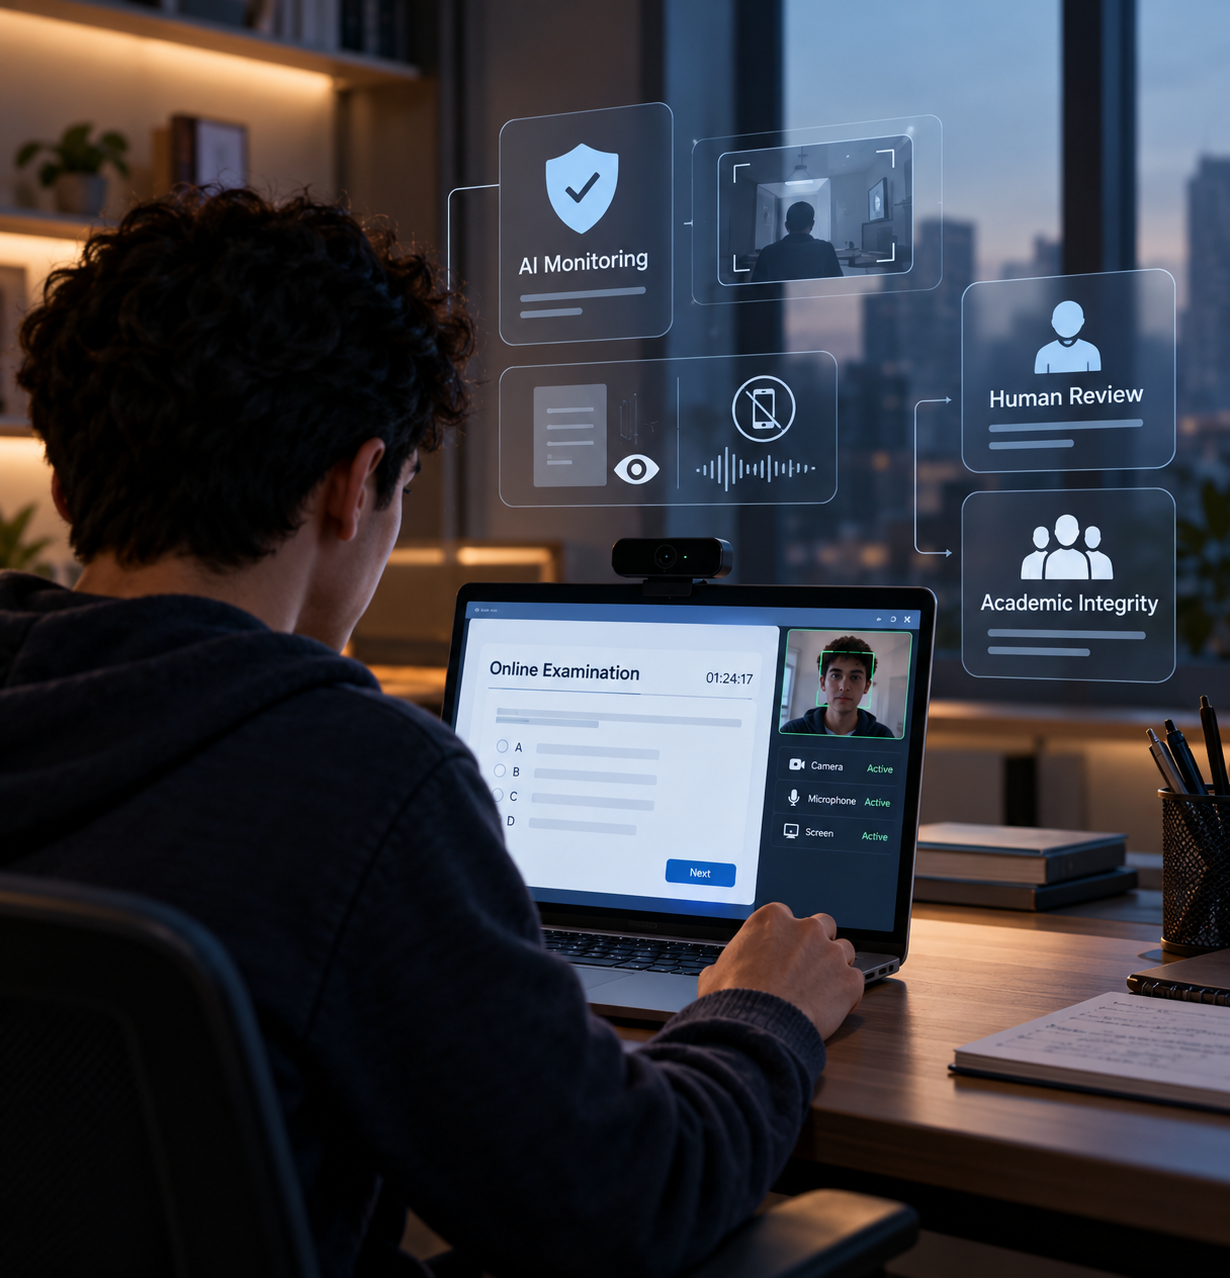 AI Monitoring
Human Review
Academic Integrity
Online Examination
01:24:17
A
B
C
D
Next
Camera Active
Microphone Active
Screen Active